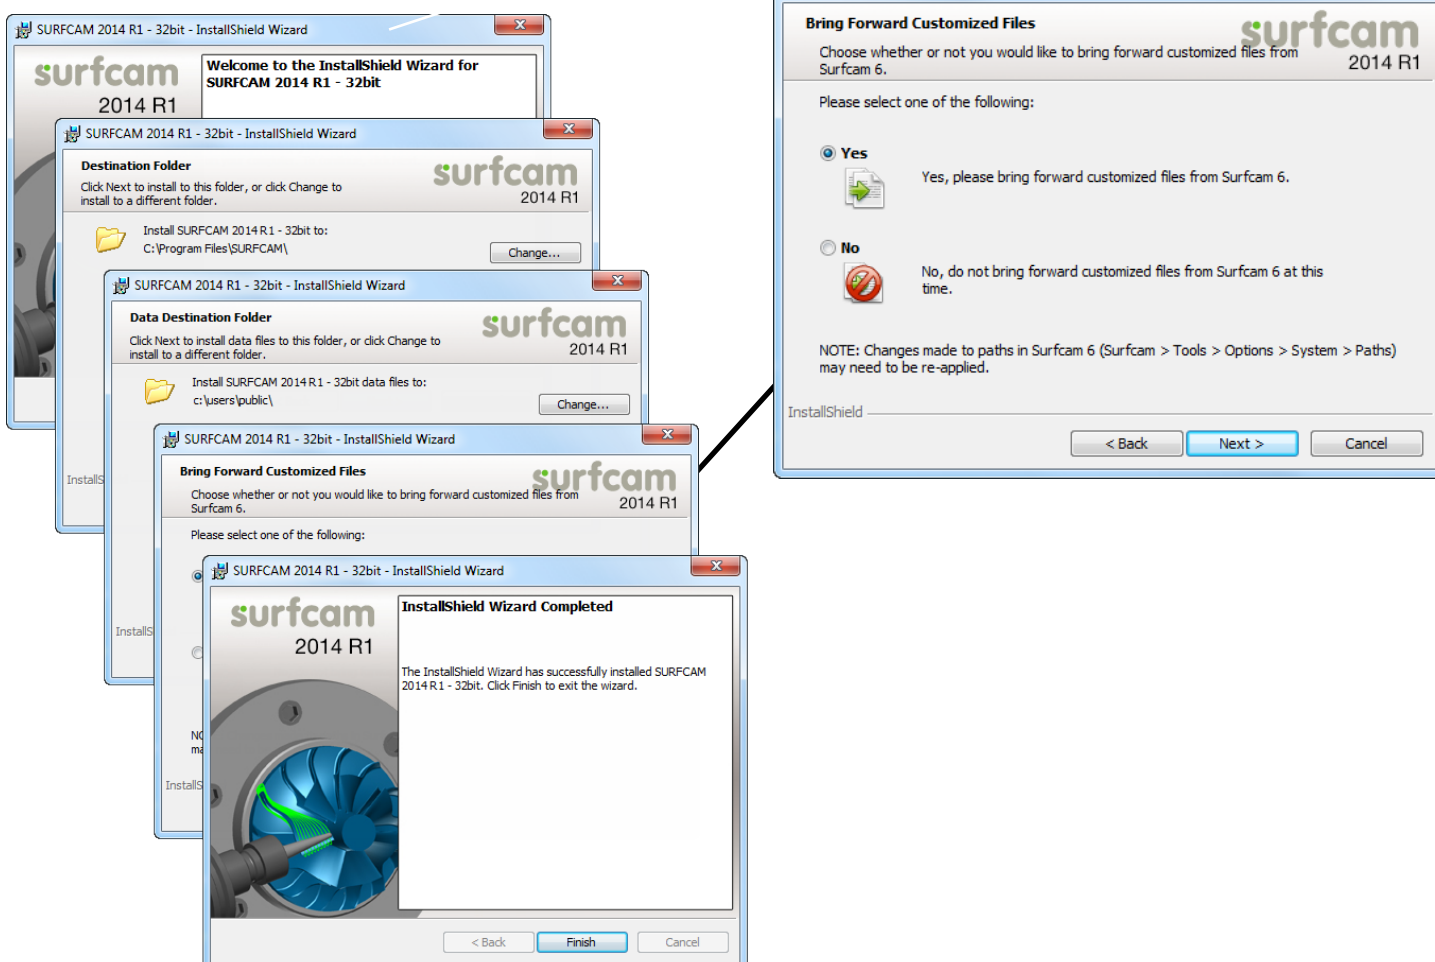 SURFCAM 2014 R1 - 32bit - InstallShield Wizard
surfcam
2014 R1
Welcome to the InstallShield Wizard for
SURFCAM 2014 R1 - 32bit
SURFCAM 2014 R1 - 32bit - InstallShield Wizard
Destination Folder
Click Next to install to this folder, or click Change to
install to a different folder.
surfcam
2014 R1
Install SURFCAM 2014 R1 - 32bit to:
C:\Program Files\SURFCAM\
Change...
InstallS
SURFCAM 2014 R1 - 32bit - InstallShield Wizard
Data Destination Folder
Click Next to install data files to this folder, or click Change to
install to a different folder.
surfcam
2014 R1
Install SURFCAM 2014 R1 - 32bit data files to:
c:\users\public\
Change...
InstallS
SURFCAM 2014 R1 - 32bit - InstallShield Wizard
Bring Forward Customized Files
Choose whether or not you would like to bring forward customized files from
Surfcam 6.
surfcam
2014 R1
Please select one of the following:
NO
ma
InstallS
SURFCAM 2014 R1 - 32bit - InstallShield Wizard
surfcam
2014 R1
InstallShield Wizard Completed
The InstallShield Wizard has successfully installed SURFCAM
2014 R1 - 32bit. Click Finish to exit the wizard.
< Back
Finish
Cancel
Bring Forward Customized Files
Choose whether or not you would like to bring forward customized files from
Surfcam 6.
surfcam
2014 R1
Please select one of the following:
Yes
Yes, please bring forward customized files from Surfcam 6.
No
No, do not bring forward customized files from Surfcam 6 at this
time.
NOTE: Changes made to paths in Surfcam 6 (Surfcam > Tools > Options > System > Paths)
may need to be re-applied.
InstallShield
< Back
Next >
Cancel